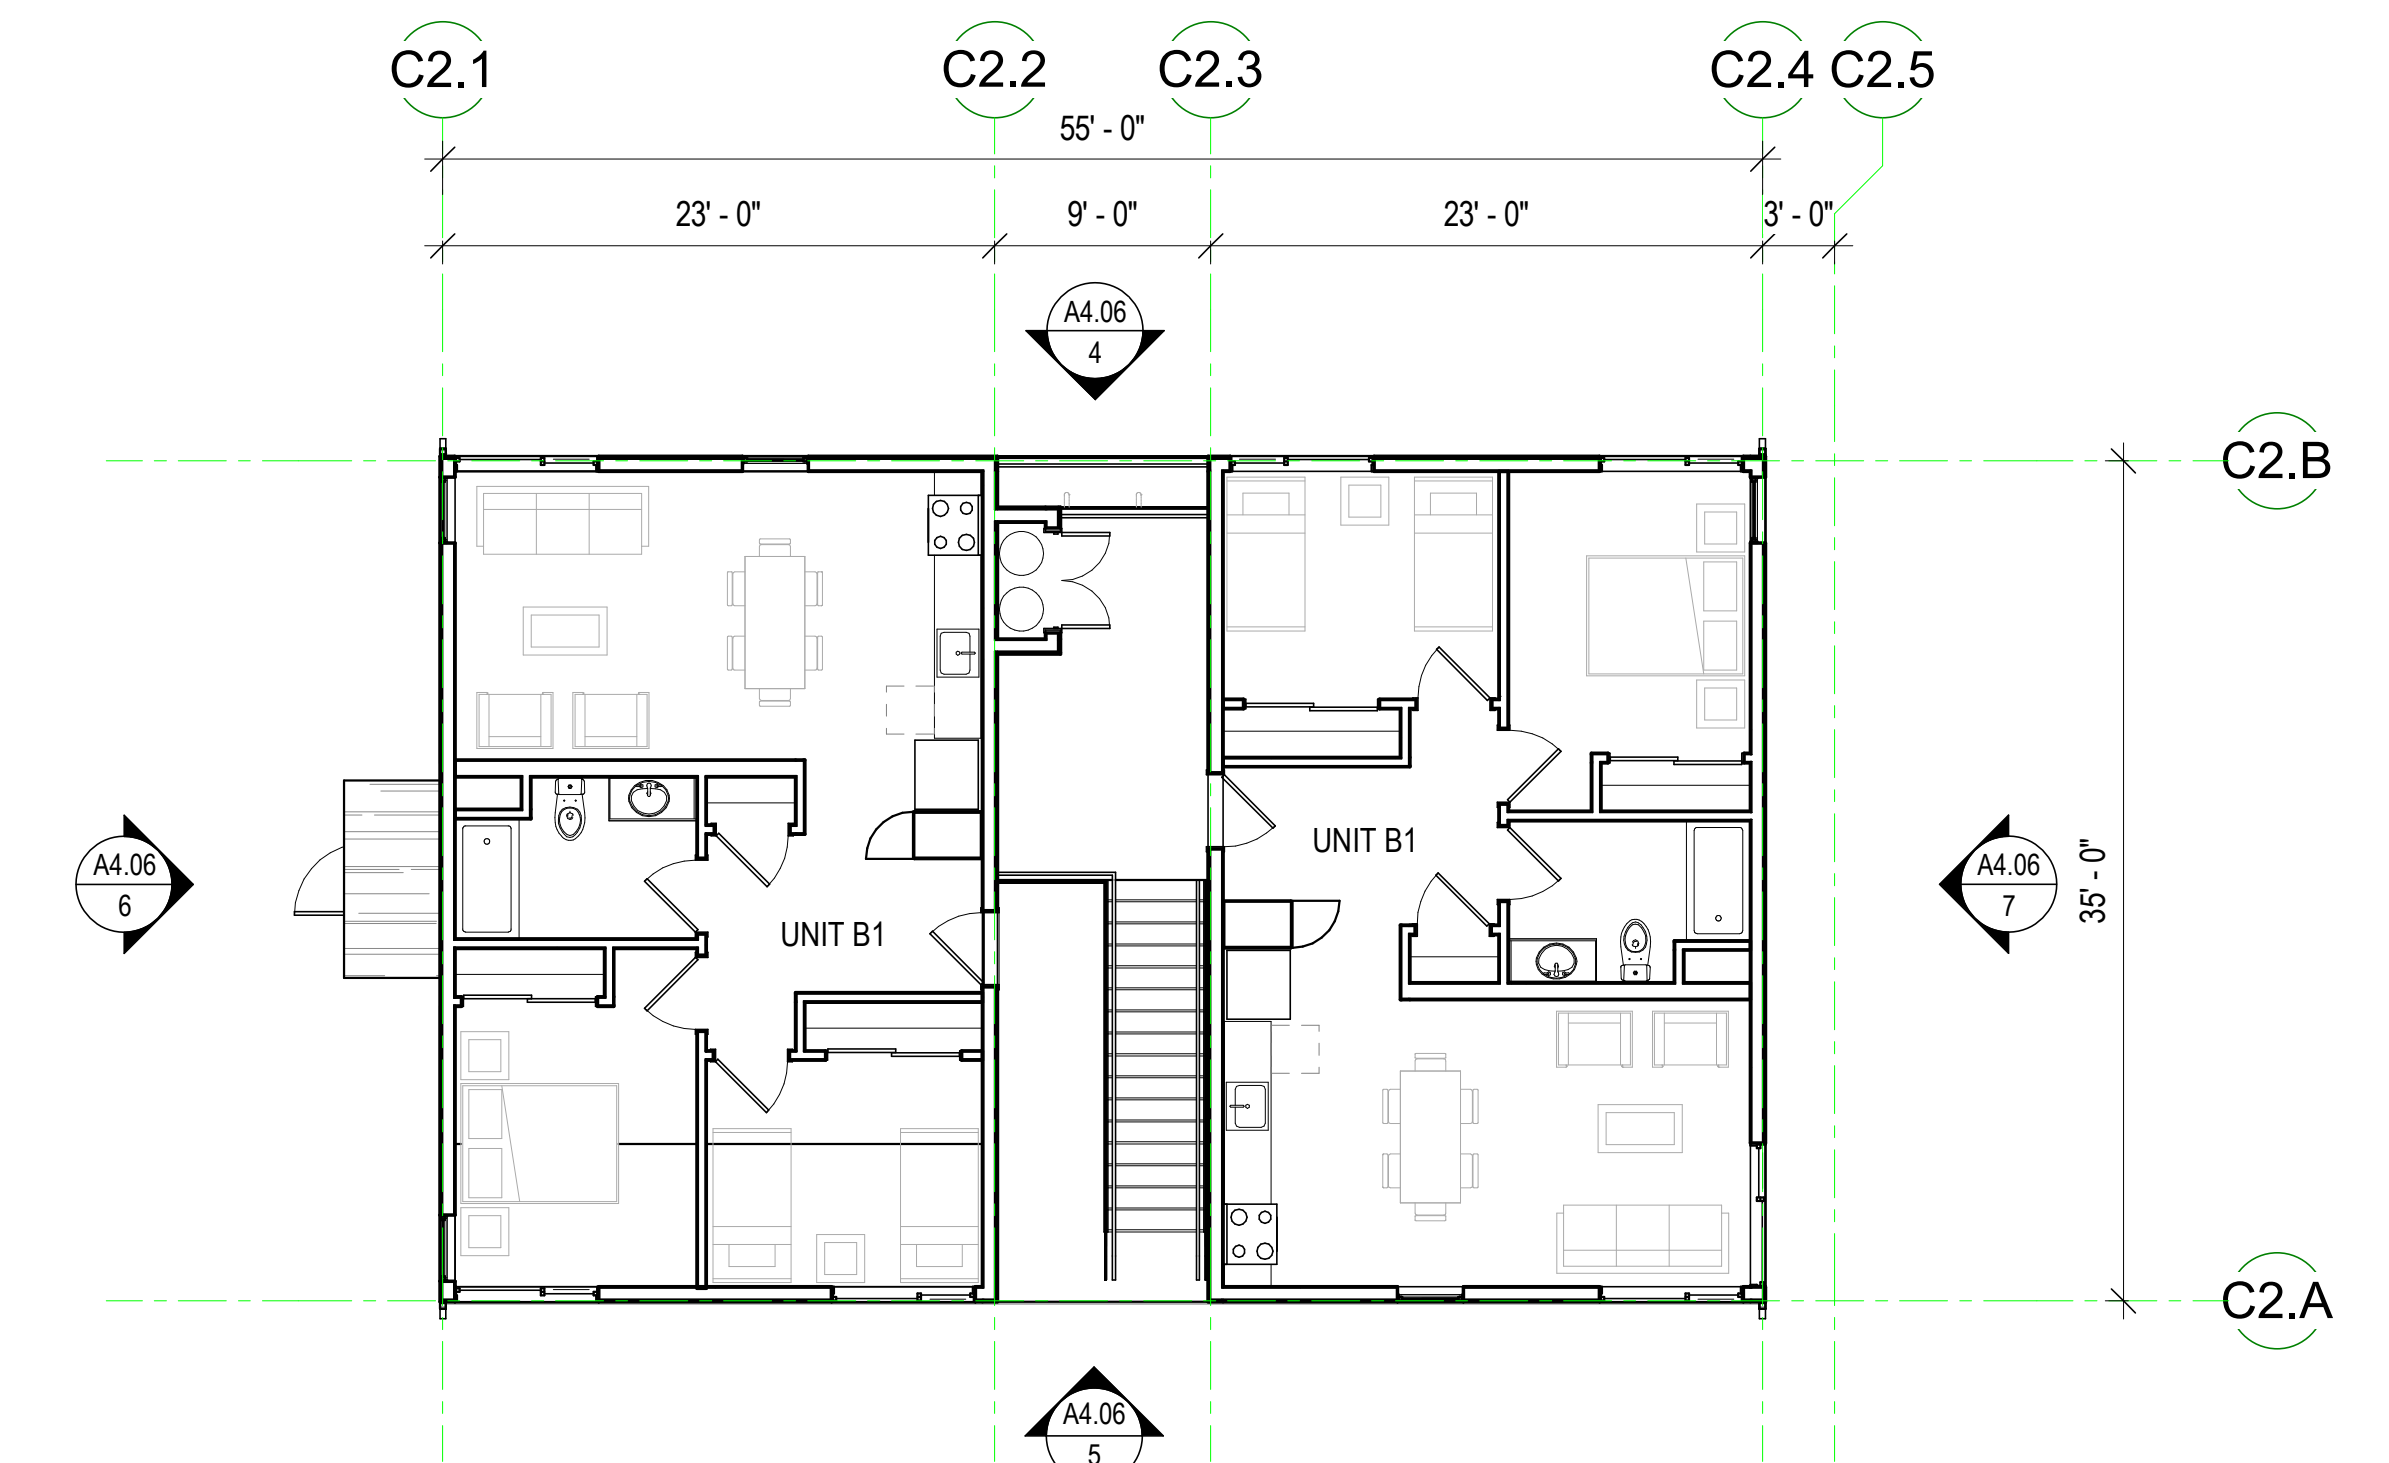 C2.1 C2.2 C2.3 C2.4 C2.5
55' - 0"
23' - 0" 9' - 0" 23' - 0" 3' - 0"
A4.06
4
C2.B
UNIT B1
A4.06
6
A4.06
7
35' - 0"
UNIT B1
C2.A
A4.06
5